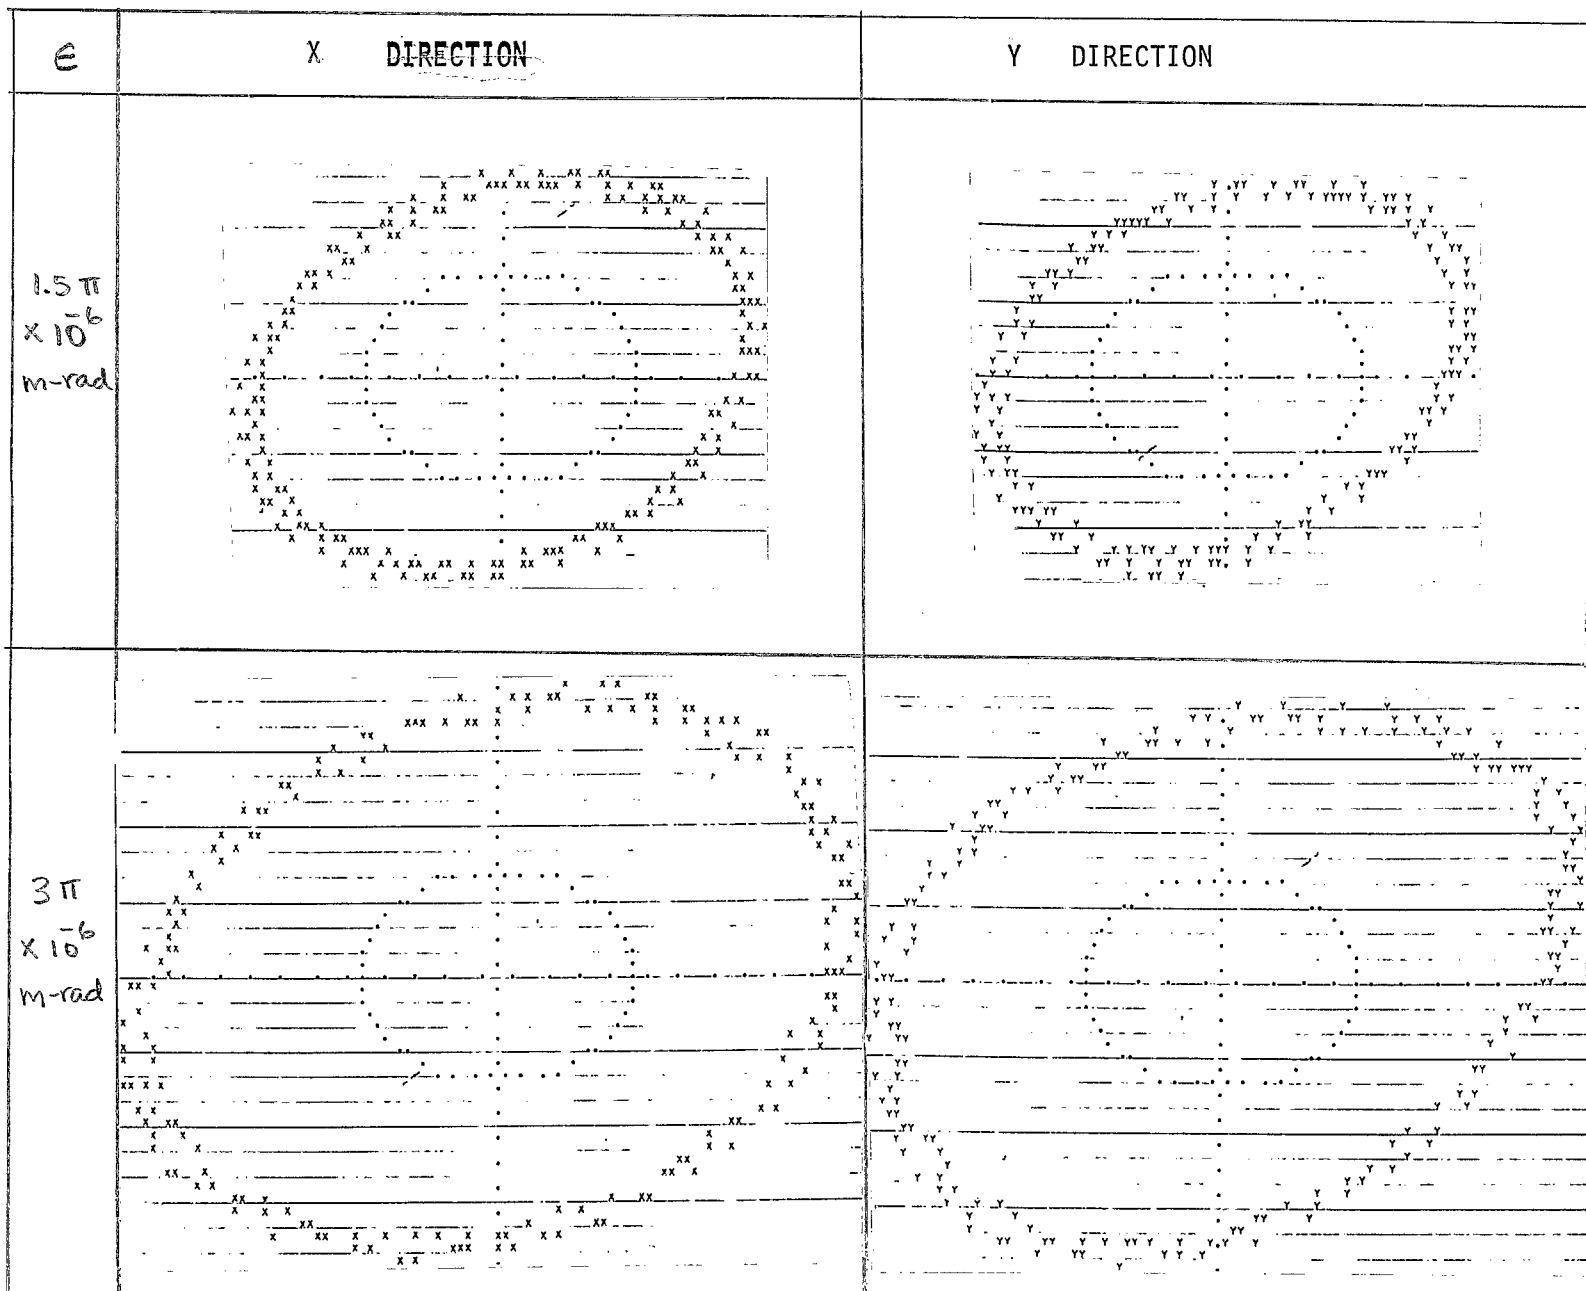 ε X DIRECTION Y DIRECTION
1.5 π
× 10⁻⁶
m-rad
3 π
× 10⁻⁶
m-rad